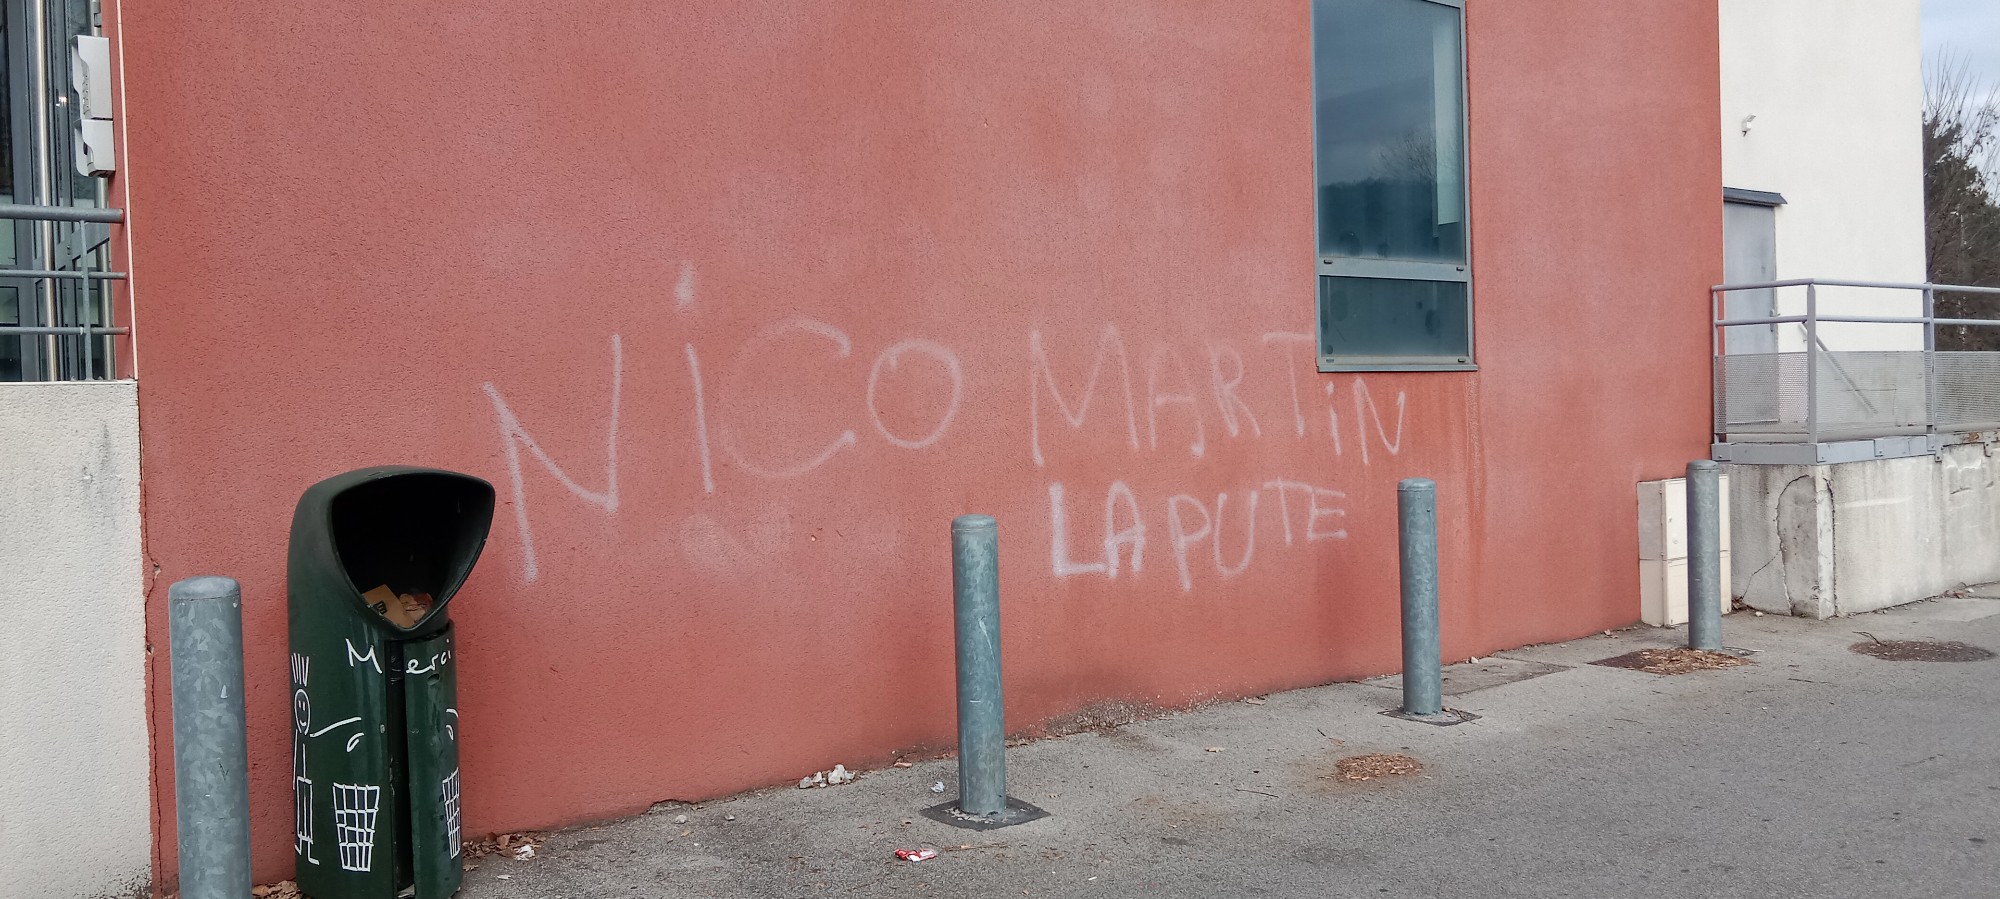 NiCO MARTiN
LA PUTE
Merci